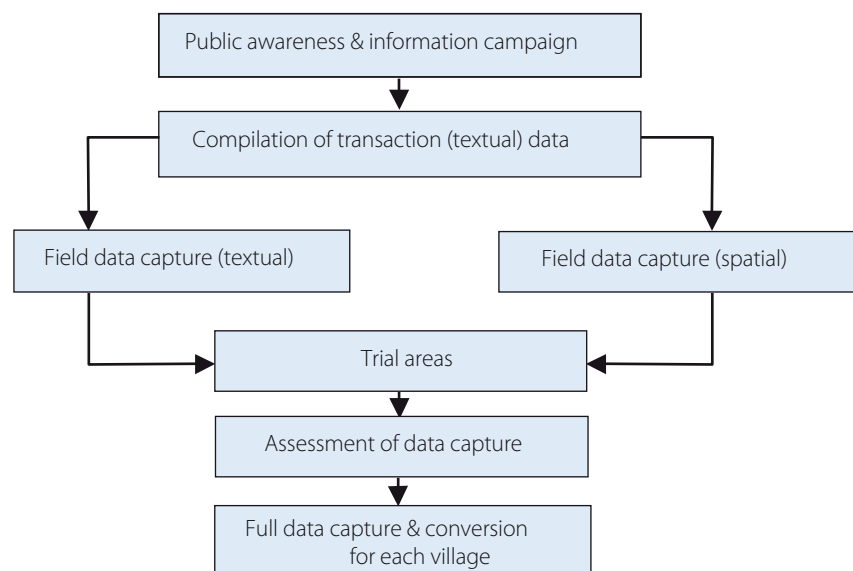 Public awareness & information campaign
Compilation of transaction (textual) data
Field data capture (textual)
Field data capture (spatial)
Trial areas
Assessment of data capture
Full data capture & conversion
for each village